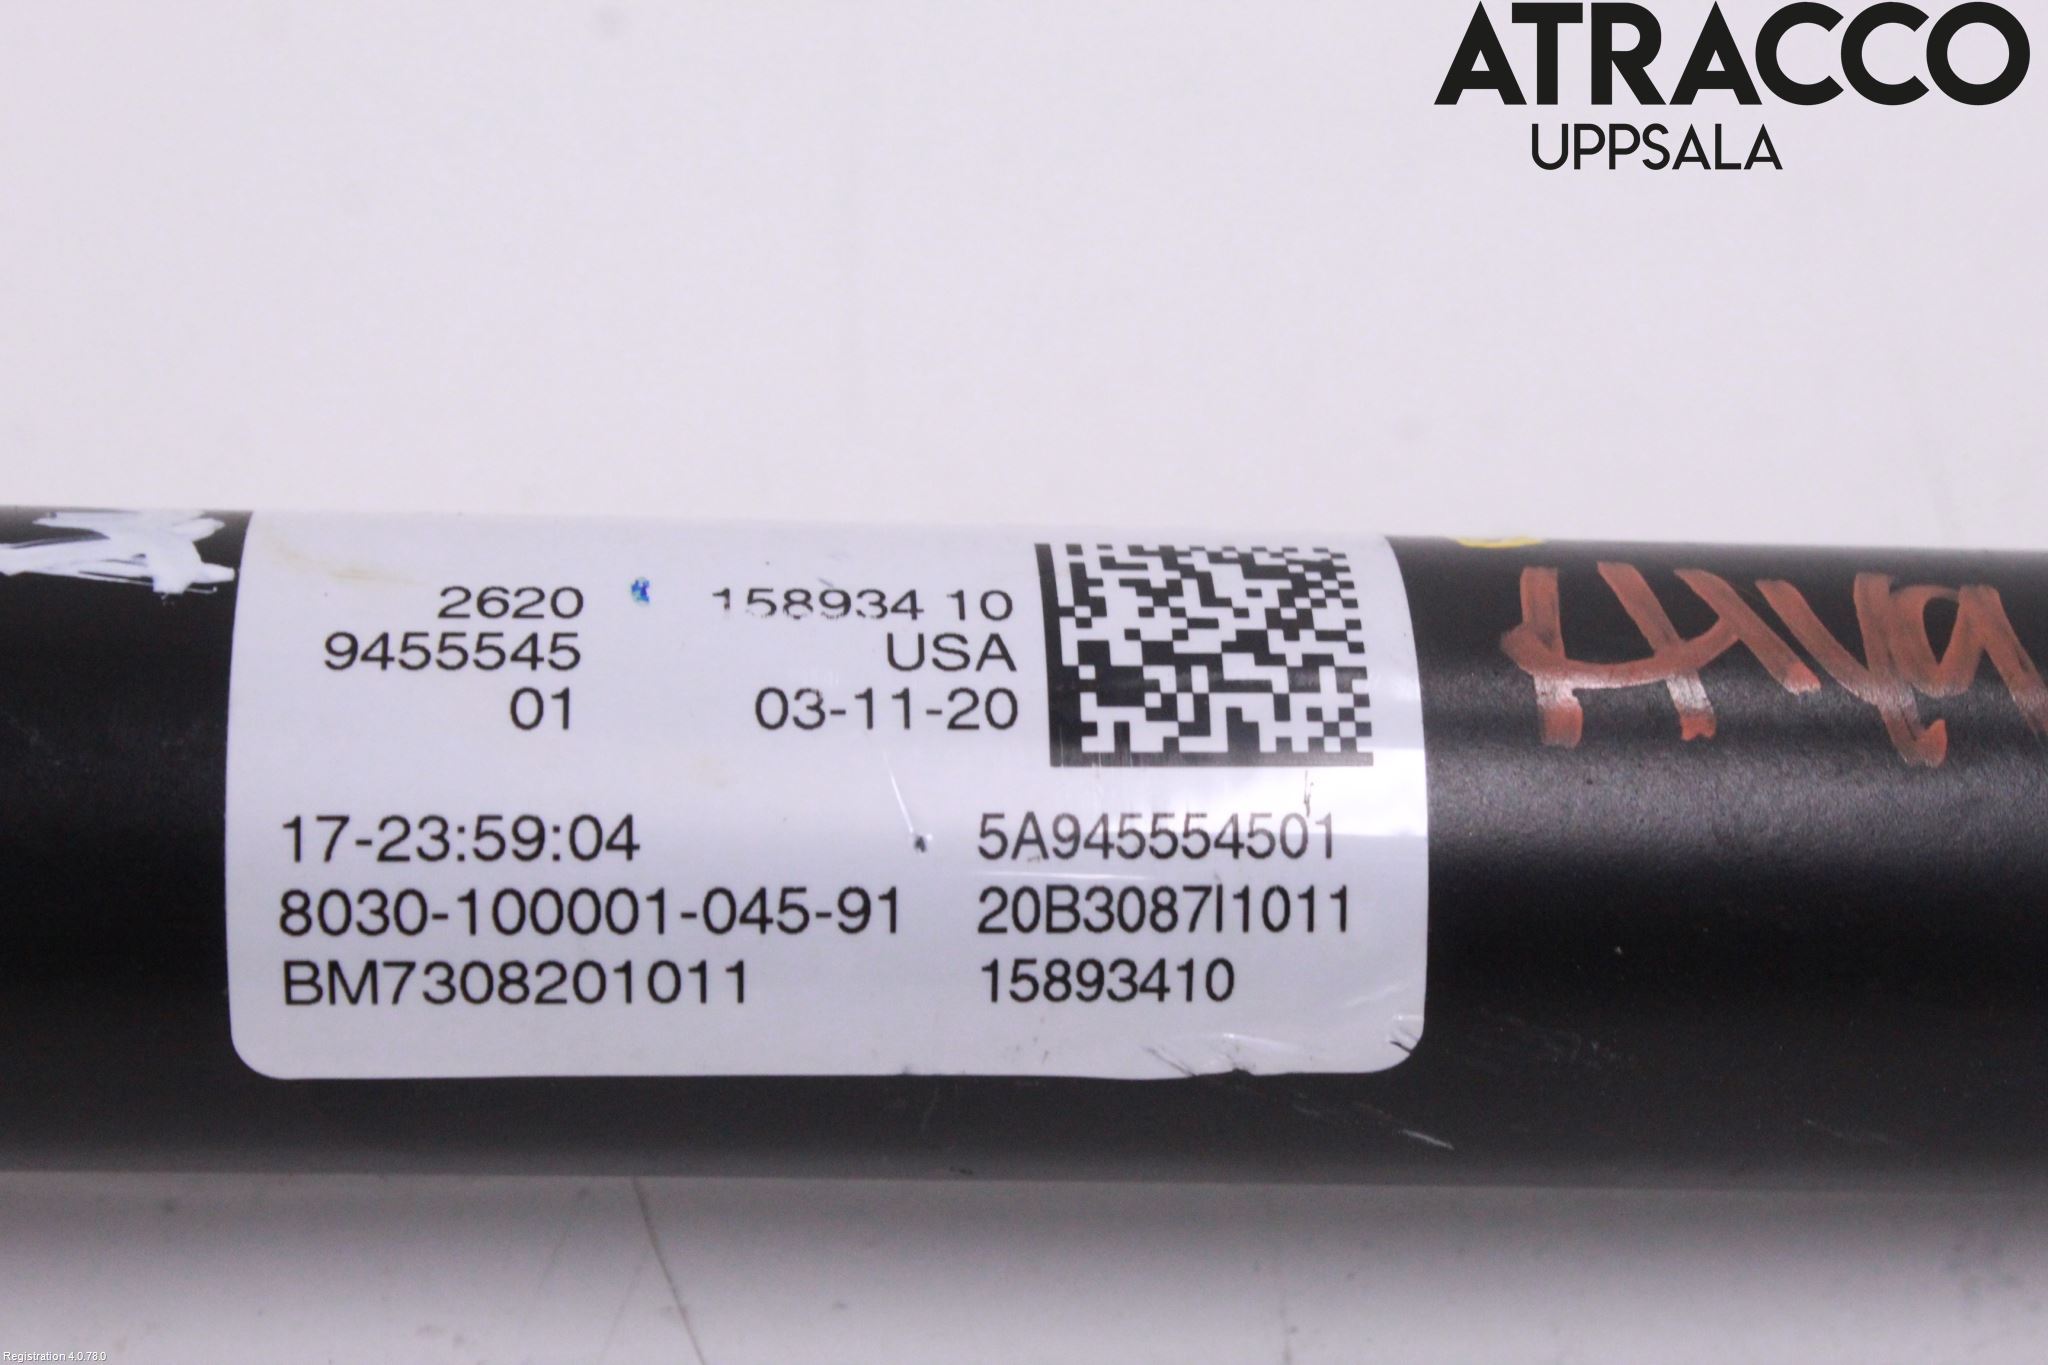 ATRACCO
UPPSALA
2620 158934 10
9455545 USA
01 03-11-20
17-23:59:04 5A945554501
8030-100001-045-91 20B3087I1011
BM7308201011 15893410
Registration 4.0.78.0